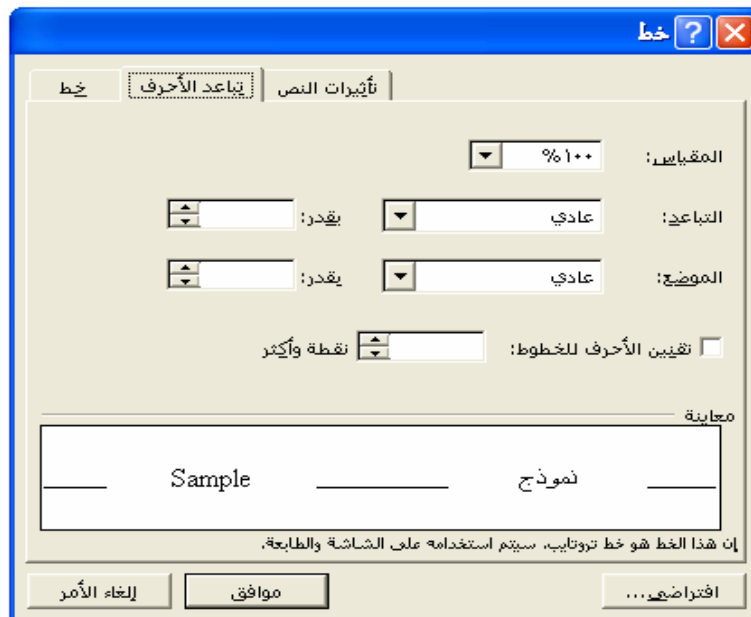 خط
خط تباعد الأحرف تأثيرات النص
المقياس: ١٠٠%
التباعد: عادي بقدر:
الموضع: عادي بقدر:
تقنين الأحرف للخطوط: نقطة وأكثر
معاينة
نموذج Sample
إن هذا الخط هو خط تروتايب، سيتم استخدامه على الشاشة والطابعة.
افتراضي... موافق إلغاء الأمر